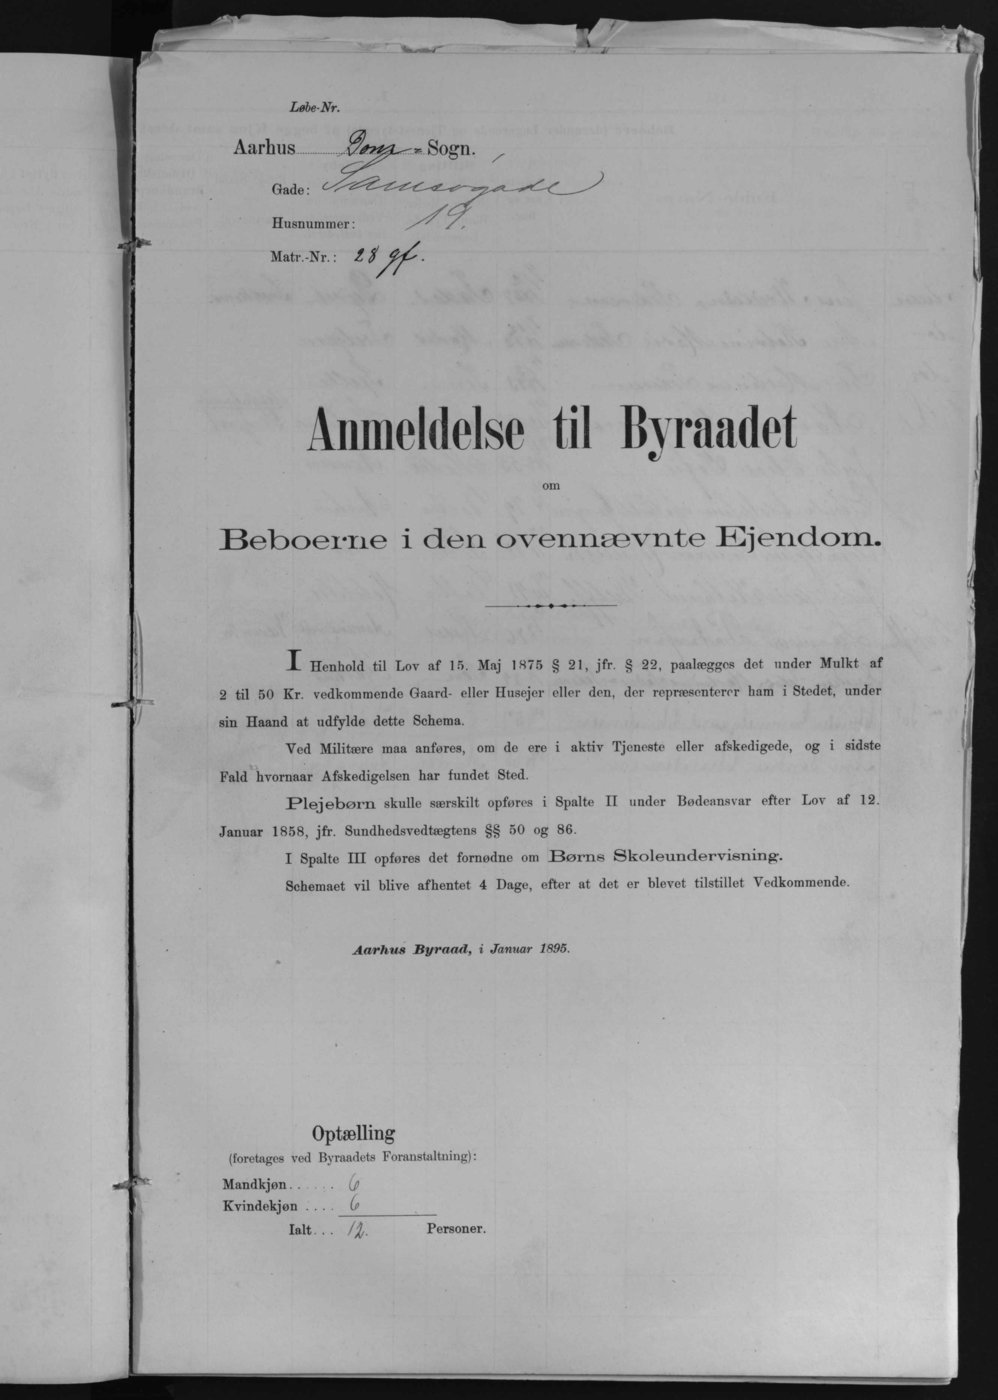 Løbe-Nr.
Aarhus Dom - Sogn.
Gade: Samsøgade
Husnummer: 19.
Matr.-Nr.: 28 gf.
Anmeldelse til Byraadet
om
Beboerne i den ovennævnte Ejendom.
I Henhold til Lov af 15. Maj 1875 § 21, jfr. § 22, paalægges det under Mulkt af
2 til 50 Kr. vedkommende Gaard- eller Husejer eller den, der repræsenterer ham i Stedet, under
sin Haand at udfylde dette Schema.
Ved Militære maa anføres, om de ere i aktiv Tjeneste eller afskedigede, og i sidste
Fald hvornaar Afskedigelsen har fundet Sted.
Plejebørn skulle særskilt opføres i Spalte II under Bødeansvar efter Lov af 12.
Januar 1858, jfr. Sundhedsvedtægtens §§ 50 og 86.
I Spalte III opføres det fornødne om Børns Skoleundervisning.
Schemaet vil blive afhentet 4 Dage, efter at det er blevet tilstillet Vedkommende.
Aarhus Byraad, i Januar 1895.
Optælling
(foretages ved Byraadets Foranstaltning):
Mandkjøn...... 6
Kvindekjøn .... 6
Ialt... 12. Personer.